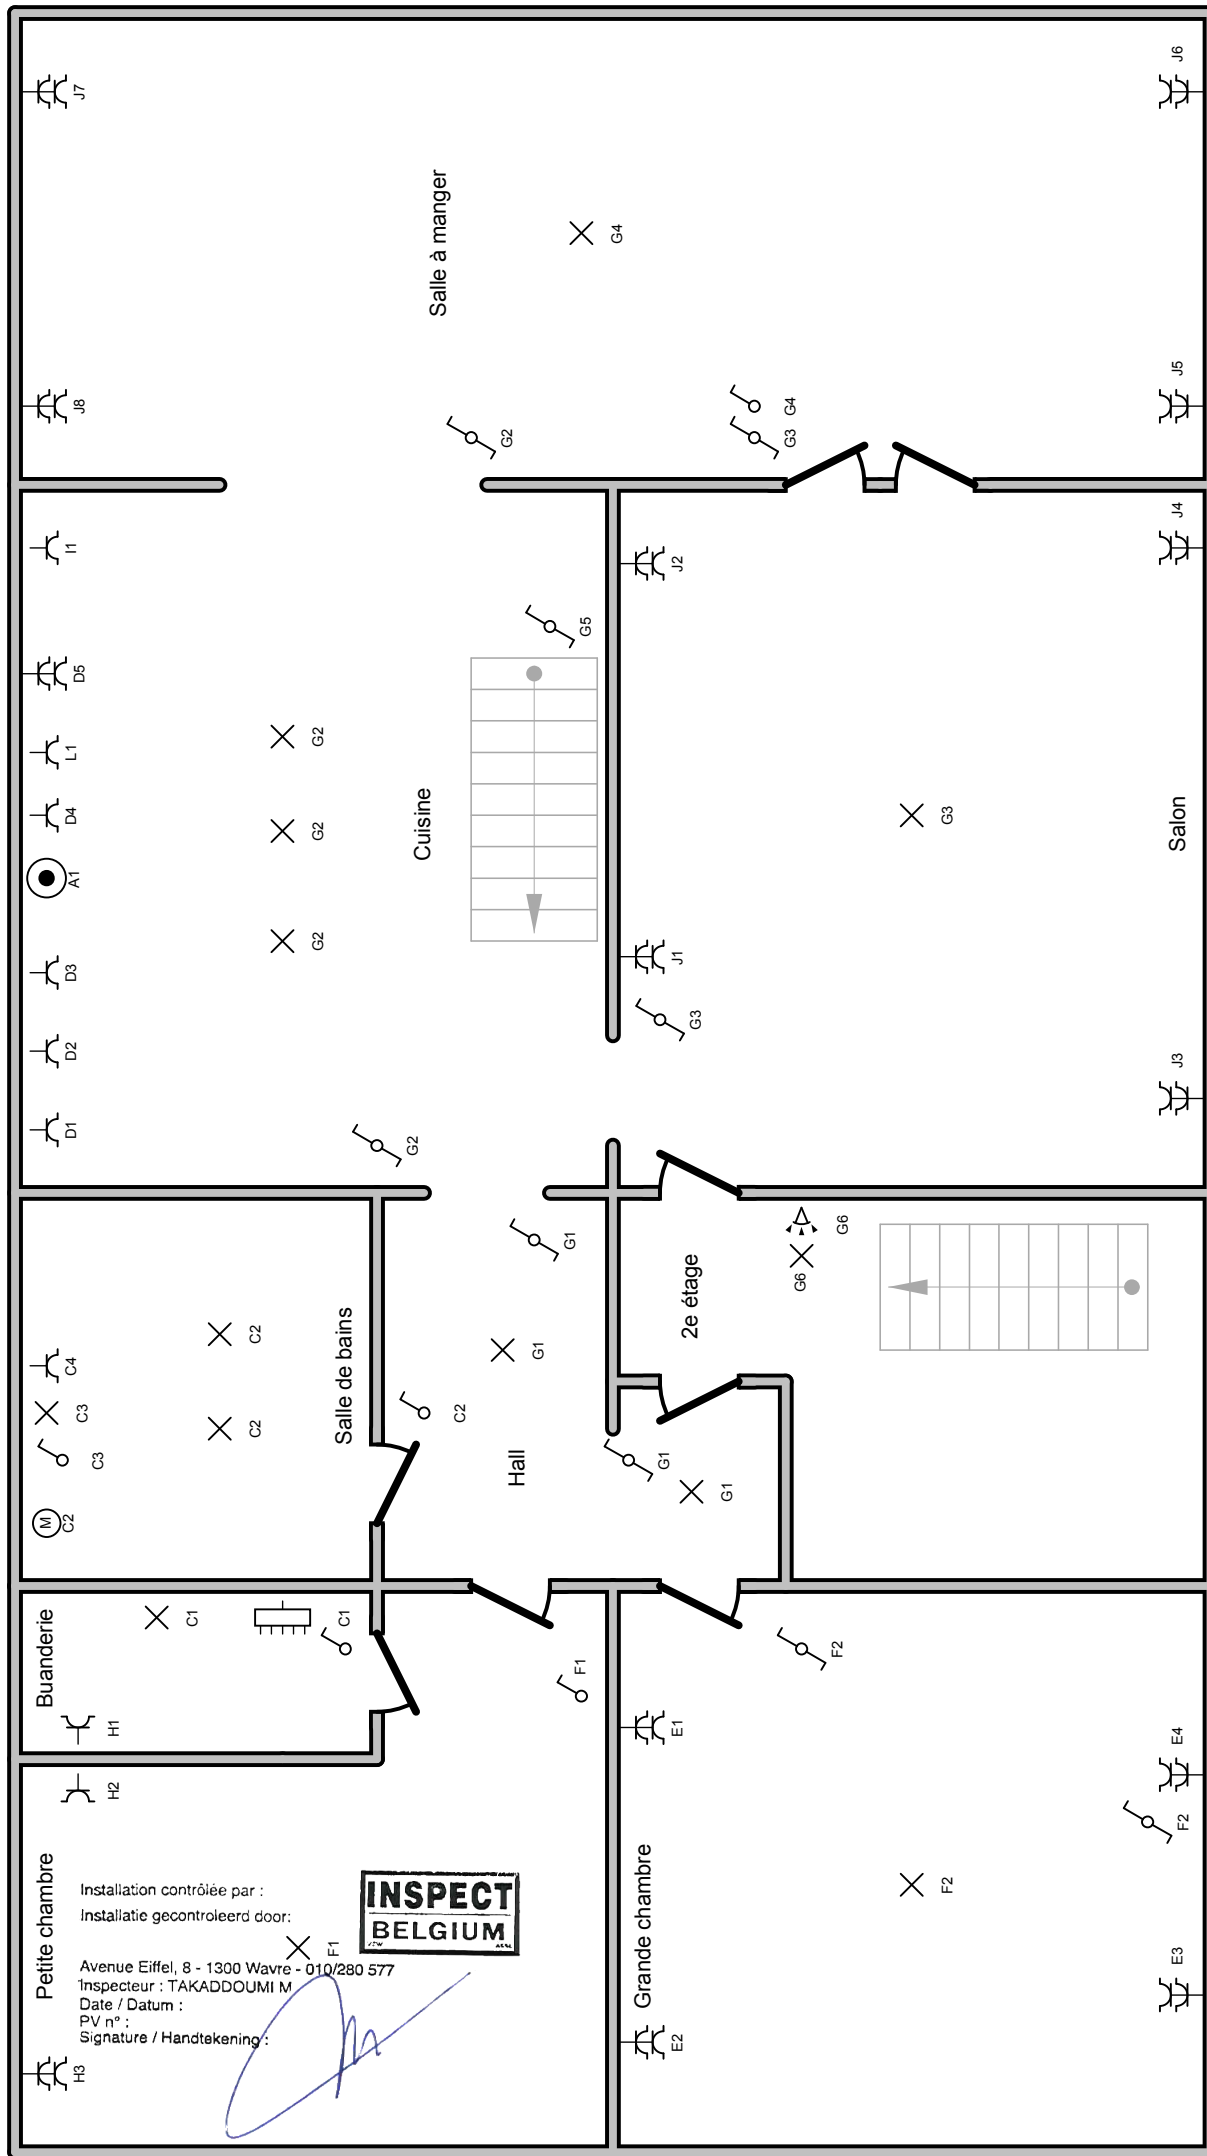 J7
J6
Salle à manger
G4
J8
J5
G2
G4
G3
I1
J2
J4
G5
D5
L1
G2
D4
G2
Cuisine
A1
G2
G3
Salon
D3
J1
D2
G3
J3
D1
G2
G1
G6
G6
2e étage
Salle de bains
C4
C2
G1
C3
C2
C2
C3
Hall
G1
G1
M
C2
Buanderie
C1
C1
F1
F2
H1
E1
H2
E4
F2
Petite chambre
Grande chambre
F2
Installation contrôlée par :
Installatie gecontroleerd door:
INSPECT
BELGIUM
F1
Avenue Eiffel, 8 - 1300 Wavre - 010/280 577
Inspecteur : TAKADDOUMI M
Date / Datum :
PV n° :
Signature / Handtekening :
E3
H3
E2